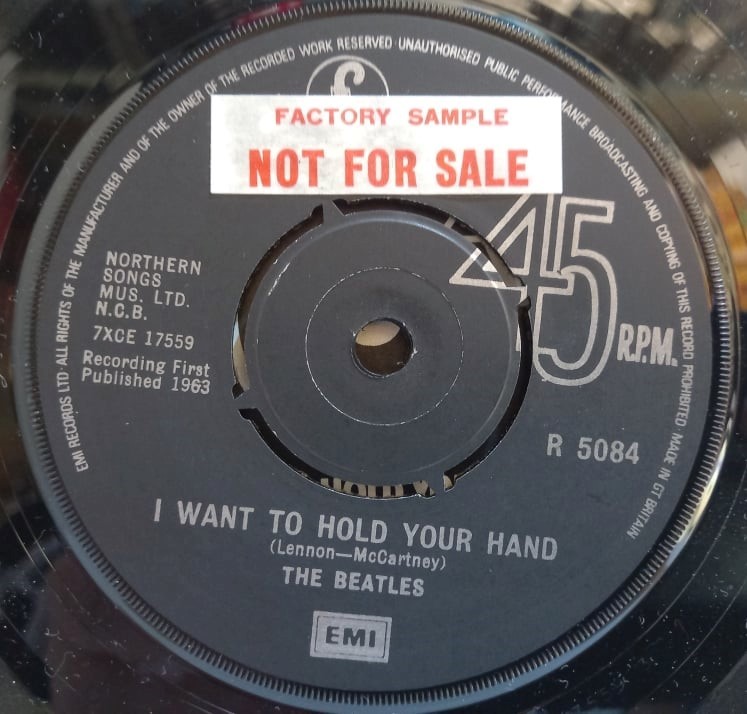 EMI RECORDS LTD·ALL RIGHTS OF THE MANUFACTURER AND OF THE OWNER OF THE RECORDED WORK RESERVED·UNAUTHORISED PUBLIC PERFORMANCE BROADCASTING AND COPYING OF THIS RECORD PROHIBITED·MADE IN GT BRITAIN
FACTORY SAMPLE
NOT FOR SALE
45
R.P.M.
NORTHERN
SONGS
MUS. LTD.
N.C.B.
7XCE 17559
Recording First
Published 1963
R 5084
I WANT TO HOLD YOUR HAND
(Lennon—McCartney)
THE BEATLES
EMI